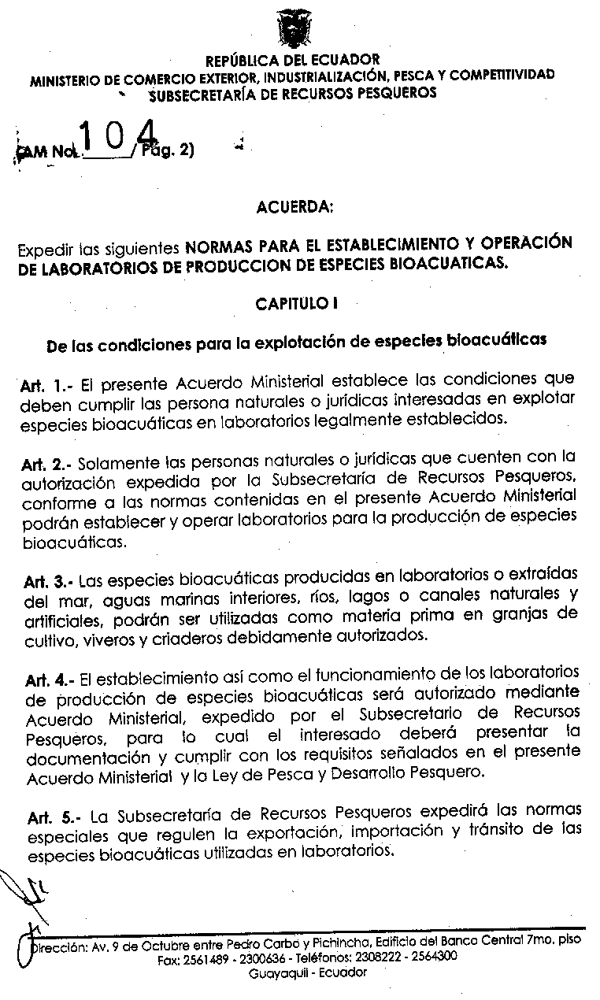 REPÚBLICA DEL ECUADOR
MINISTERIO DE COMERCIO EXTERIOR, INDUSTRIALIZACIÓN, PESCA Y COMPETITIVIDAD
SUBSECRETARÍA DE RECURSOS PESQUEROS
(AM No. 104 /Pág. 2)
ACUERDA:
Expedir las siguientes NORMAS PARA EL ESTABLECIMIENTO Y OPERACIÓN
DE LABORATORIOS DE PRODUCCION DE ESPECIES BIOACUATICAS.
CAPITULO I
De las condiciones para la explotación de especies bioacuáticas
Art. 1.- El presente Acuerdo Ministerial establece las condiciones que
deben cumplir las persona naturales o jurídicas interesadas en explotar
especies bioacuáticas en laboratorios legalmente establecidos.
Art. 2.- Solamente las personas naturales o jurídicas que cuenten con la
autorización expedida por la Subsecretaría de Recursos Pesqueros,
conforme a las normas contenidas en el presente Acuerdo Ministerial
podrán establecer y operar laboratorios para la producción de especies
bioacuáticas.
Art. 3.- Las especies bioacuáticas producidas en laboratorios o extraídas
del mar, aguas marinas interiores, ríos, lagos o canales naturales y
artificiales, podrán ser utilizadas como materia prima en granjas de
cultivo, viveros y criaderos debidamente autorizados.
Art. 4.- El establecimiento así como el funcionamiento de los laboratorios
de producción de especies bioacuáticas será autorizado mediante
Acuerdo Ministerial, expedido por el Subsecretario de Recursos
Pesqueros, para lo cual el interesado deberá presentar la
documentación y cumplir con los requisitos señalados en el presente
Acuerdo Ministerial y la Ley de Pesca y Desarrollo Pesquero.
Art. 5.- La Subsecretaría de Recursos Pesqueros expedirá las normas
especiales que regulen la exportación, importación y tránsito de las
especies bioacuáticas utilizadas en laboratorios.
Dirección: Av. 9 de Octubre entre Pedro Carbo y Pichincha, Edificio del Banco Central 7mo. piso
Fax: 2561489 - 2300636 - Teléfonos: 2308222 - 2564300
Guayaquil - Ecuador